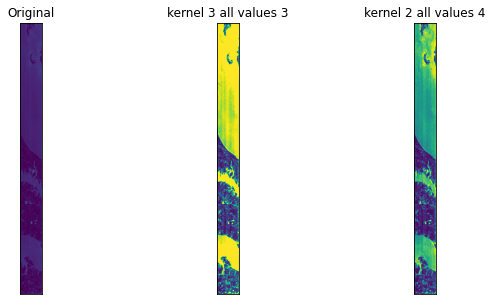 Original
kernel 3 all values 3
kernel 2 all values 4